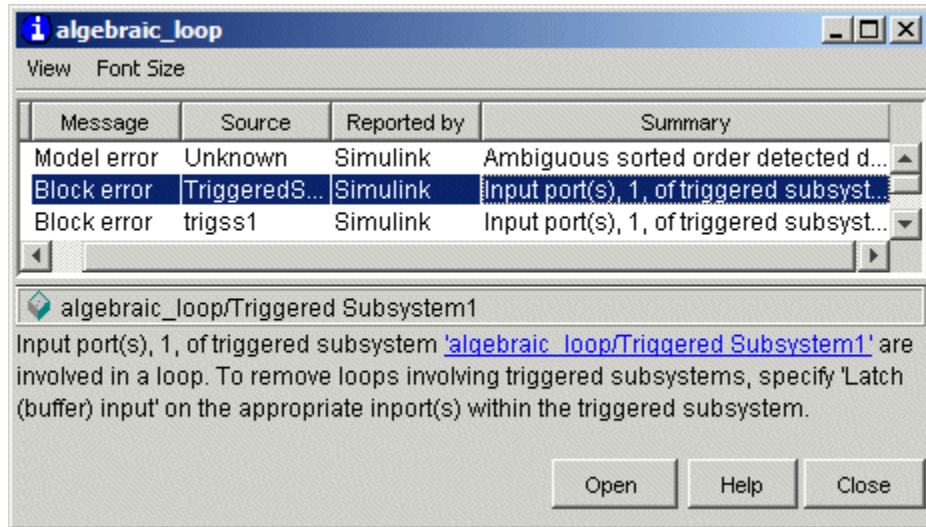 algebraic_loop
View Font Size
Message Source Reported by Summary
Model error Unknown Simulink Ambiguous sorted order detected d...
Block error TriggeredS... Simulink Input port(s), 1, of triggered subsyst...
Block error trigss1 Simulink Input port(s), 1, of triggered subsyst...
algebraic_loop/Triggered Subsystem1
Input port(s), 1, of triggered subsystem 'algebraic_loop/Triggered Subsystem1' are
involved in a loop. To remove loops involving triggered subsystems, specify 'Latch
(buffer) input' on the appropriate inport(s) within the triggered subsystem.
Open Help Close